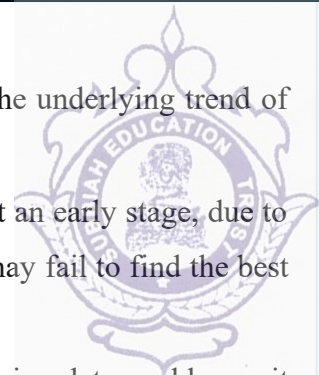 he underlying trend of
EDUCATION
TRUST
t an early stage, due to
nay fail to find the best